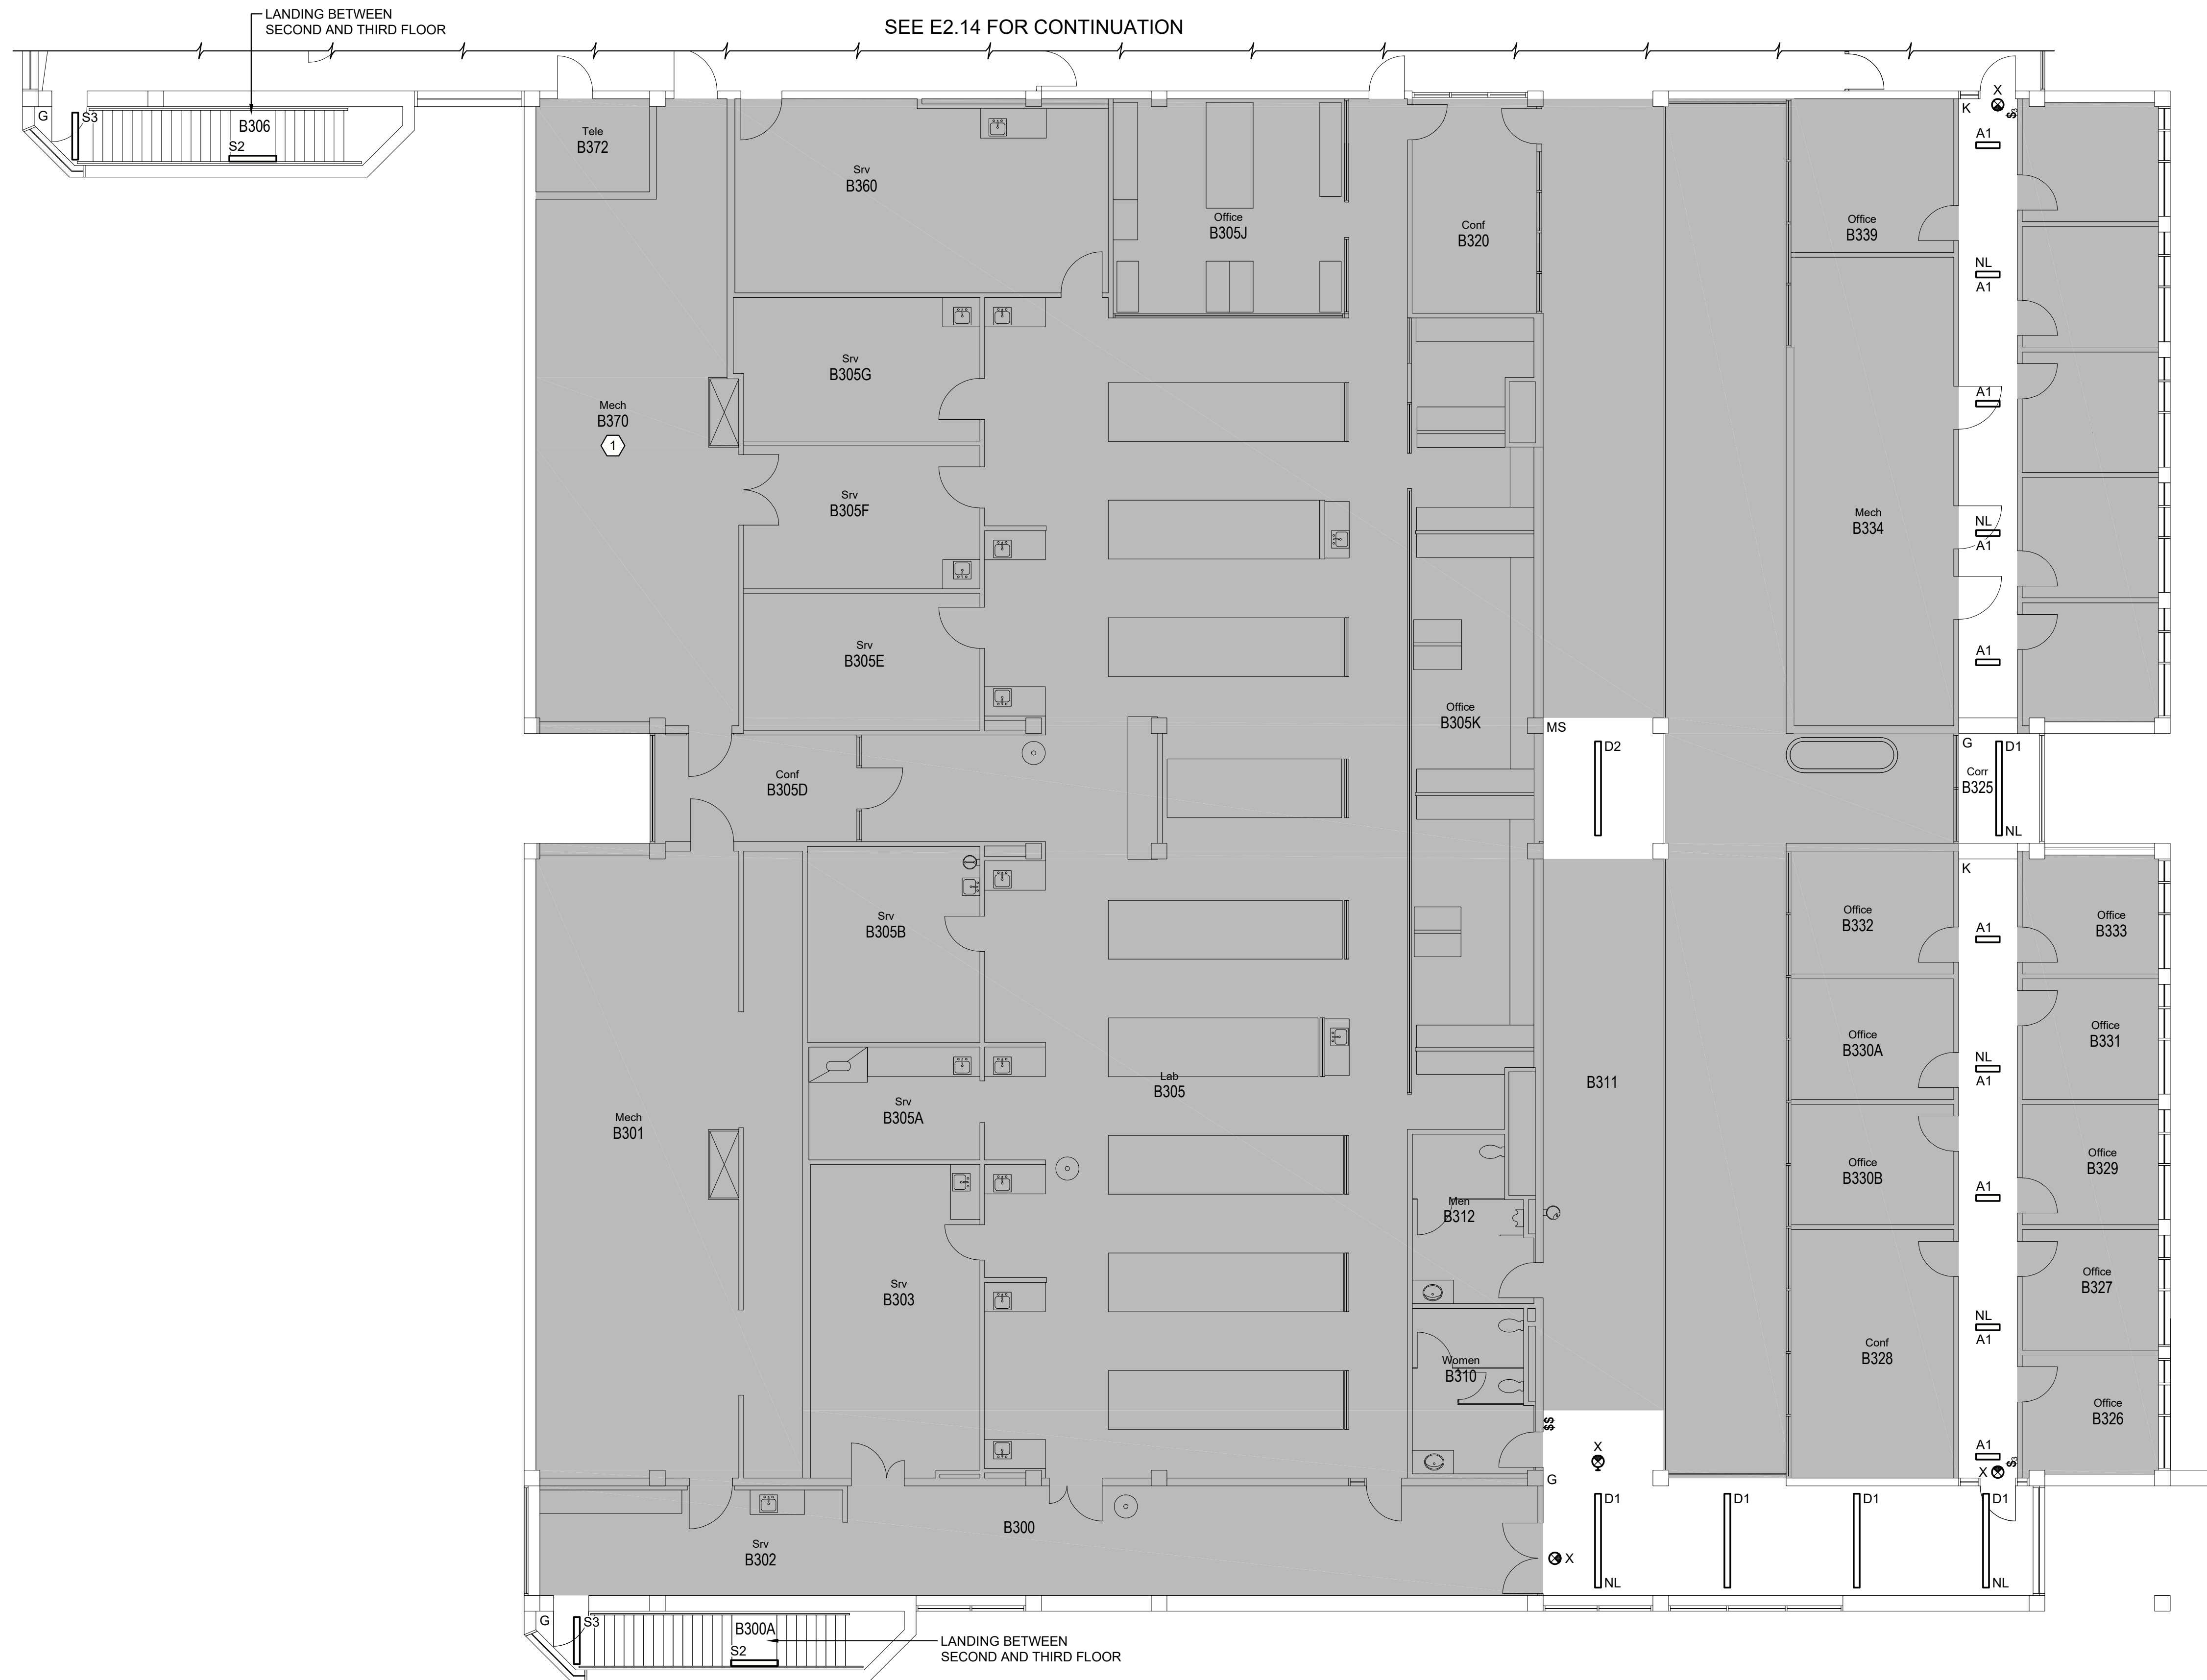 LANDING BETWEEN
SECOND AND THIRD FLOOR
SEE E2.14 FOR CONTINUATION
G
S3
B306
S2
Tele
B372
Srv
B360
Office
B305J
Conf
B320
Office
B339
K
X
$3
A1
NL
A1
A1
NL
A1
A1
Srv
B305G
Mech
B370
1
Srv
B305F
Mech
B334
Srv
B305E
Office
B305K
MS
D2
G
D1
Corr
B325
NL
Conf
B305D
K
A1
NL
A1
A1
NL
A1
A1
X
$3
Srv
B305B
Office
B332
Office
B333
Office
B330A
Office
B331
Lab
B305
B311
Srv
B305A
Mech
B301
Office
B330B
Office
B329
Men
B312
Office
B327
Srv
B303
Conf
B328
Women
B310
Office
B326
$$
X
G
D1
D1
D1
D1
B300
Srv
B302
X
NL
NL
G
S3
B300A
S2
LANDING BETWEEN
SECOND AND THIRD FLOOR